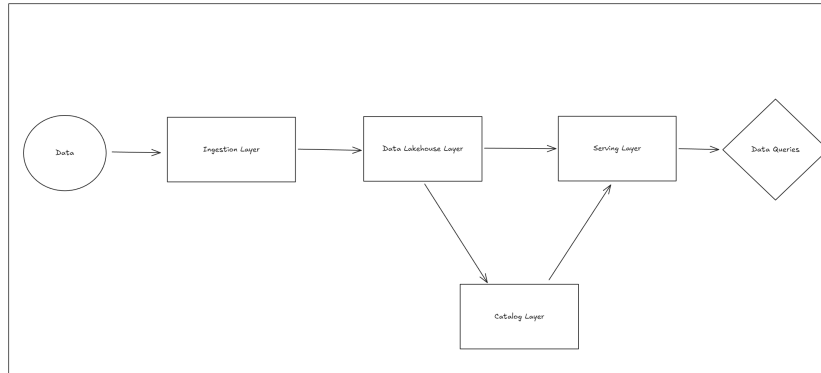 Data
Ingestion Layer
Data Lakehouse Layer
Serving Layer
Data Queries
Catalog Layer